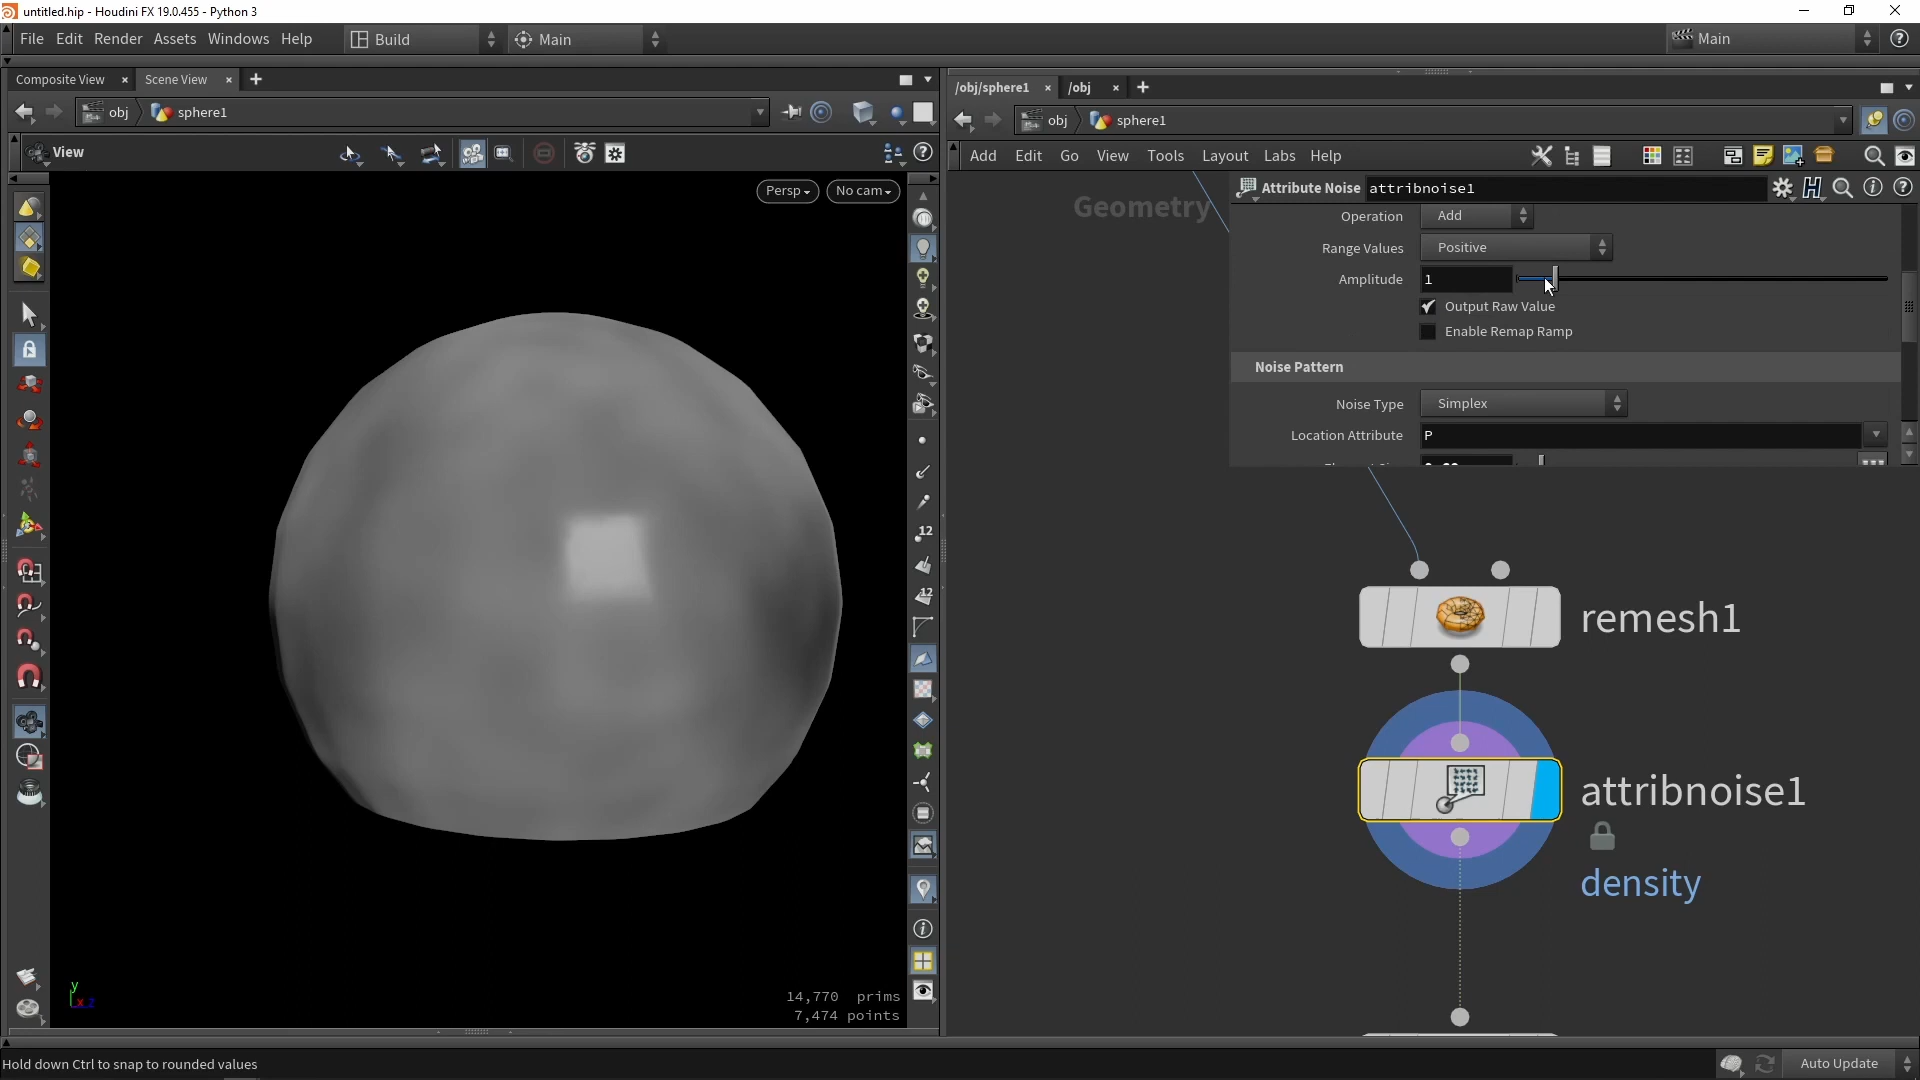 untitled.hip - Houdini FX 19.0.455 - Python 3
File Edit Render Assets Windows Help
Build
Main
Main
Composite View
Scene View
obj
sphere1
View
Persp
No cam
12
12
y
x z
14,770 prims
7,474 points
/obj/sphere1
/obj
obj
sphere1
Add Edit Go View Tools Layout Labs Help
Geometry
Attribute Noise attribnoise1
Operation Add
Range Values Positive
Amplitude 1
Output Raw Value
Enable Remap Ramp
Noise Pattern
Noise Type Simplex
Location Attribute P
remesh1
attribnoise1
density
Hold down Ctrl to snap to rounded values
Auto Update